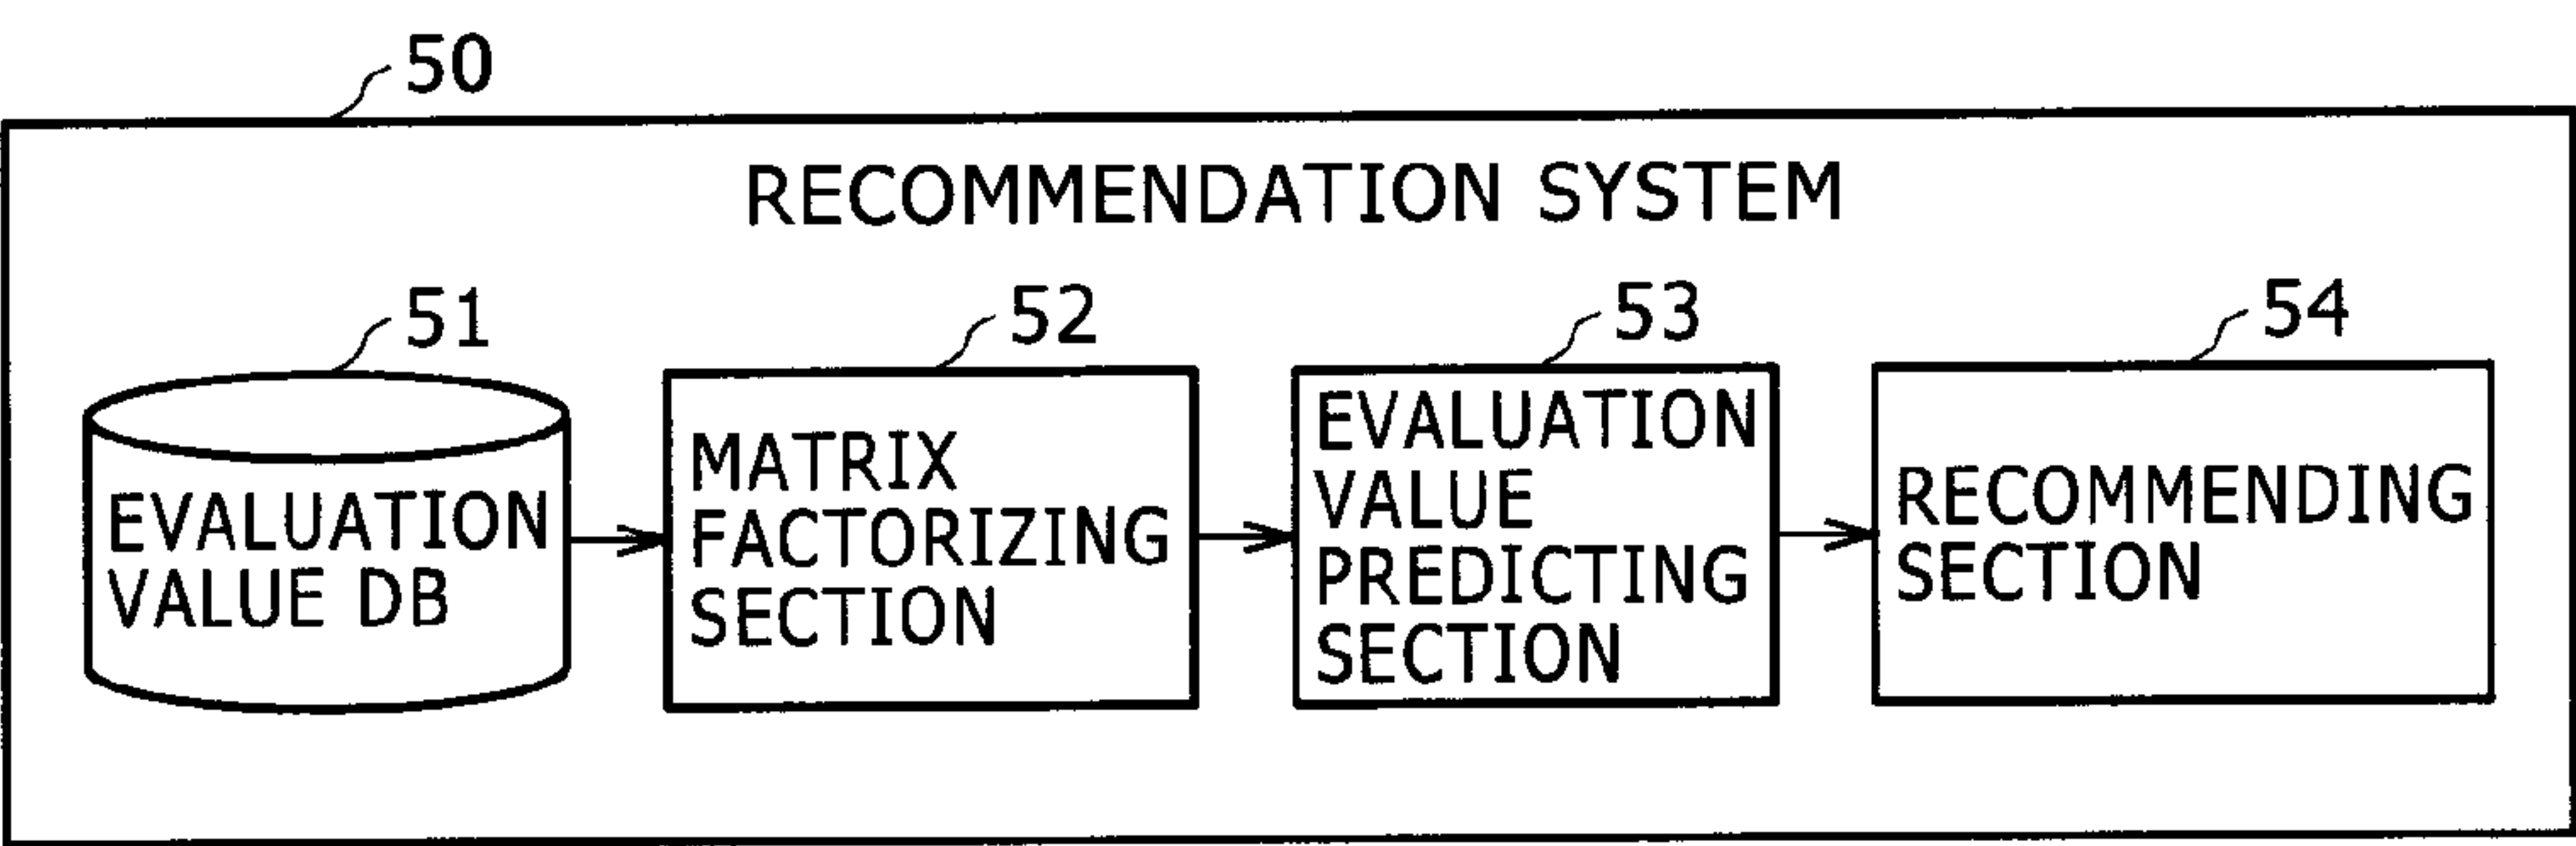 50
RECOMMENDATION SYSTEM
51
EVALUATION
VALUE DB
52
MATRIX
FACTORIZING
SECTION
53
EVALUATION
VALUE
PREDICTING
SECTION
54
RECOMMENDING
SECTION